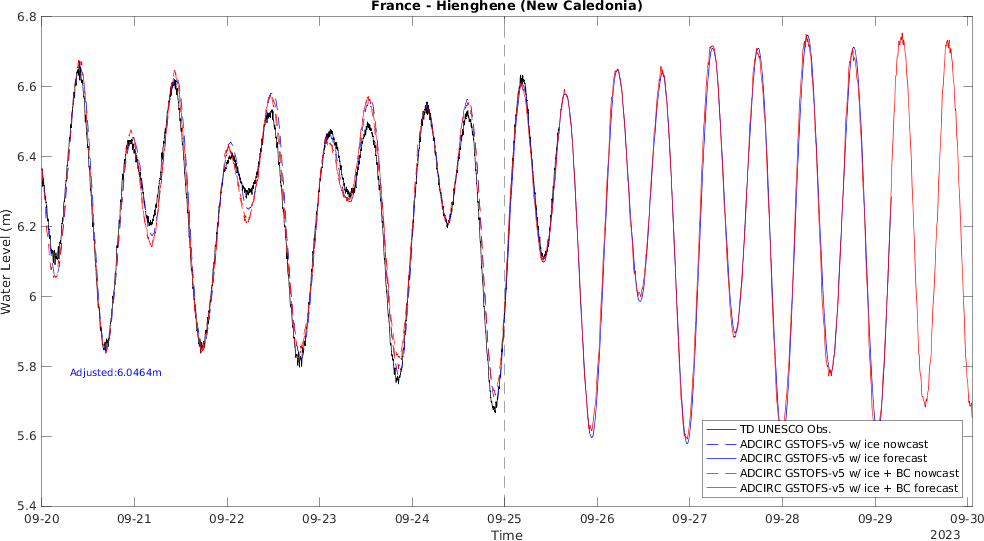 France - Hienghene (New Caledonia)
6.8
6.6
6.4
6.2
6
5.8
5.6
5.4
Water Level (m)
Adjusted:6.0464m
TD UNESCO Obs.
ADCIRC GSTOFS-v5 w/ ice nowcast
ADCIRC GSTOFS-v5 w/ ice forecast
ADCIRC GSTOFS-v5 w/ ice + BC nowcast
ADCIRC GSTOFS-v5 w/ ice + BC forecast
09-20 09-21 09-22 09-23 09-24 09-25 09-26 09-27 09-28 09-29 09-30
Time
2023